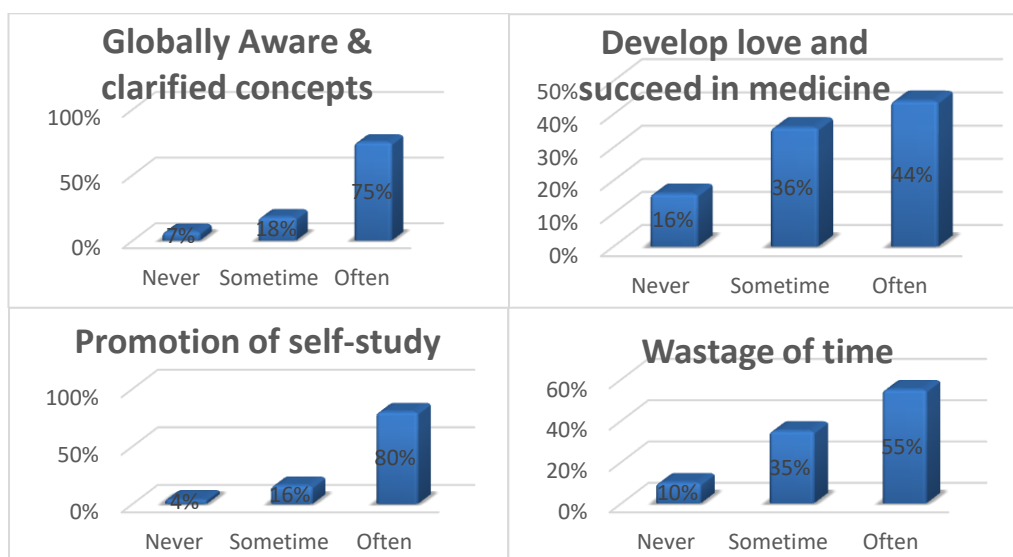 Globally Aware &
clarified concepts
100%
50%
0%
7%
18%
75%
Never Sometime Often
Develop love and
succeed in medicine
50%
40%
30%
20%
10%
0%
16%
36%
44%
Never Sometime Often
Promotion of self-study
100%
50%
0%
4%
16%
80%
Never Sometime Often
Wastage of time
60%
40%
20%
0%
10%
35%
55%
Never Sometime Often